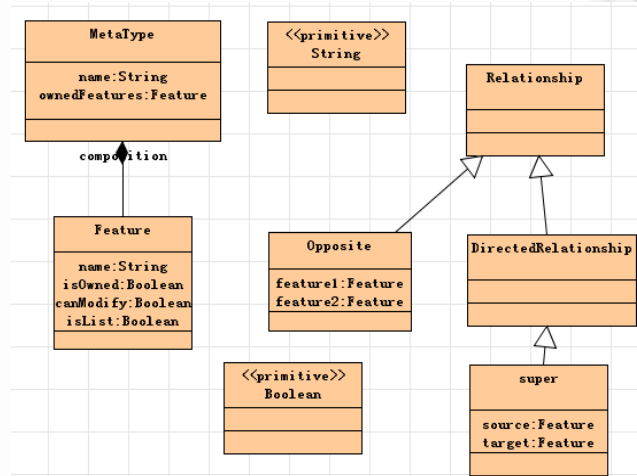 MetaType
name:String
ownedFeatures:Feature
composition
<<primitive>>
String
Relationship
Feature
name:String
isOwned:Boolean
canModify:Boolean
isList:Boolean
Opposite
feature1:Feature
feature2:Feature
DirectedRelationship
<<primitive>>
Boolean
super
source:Feature
target:Feature